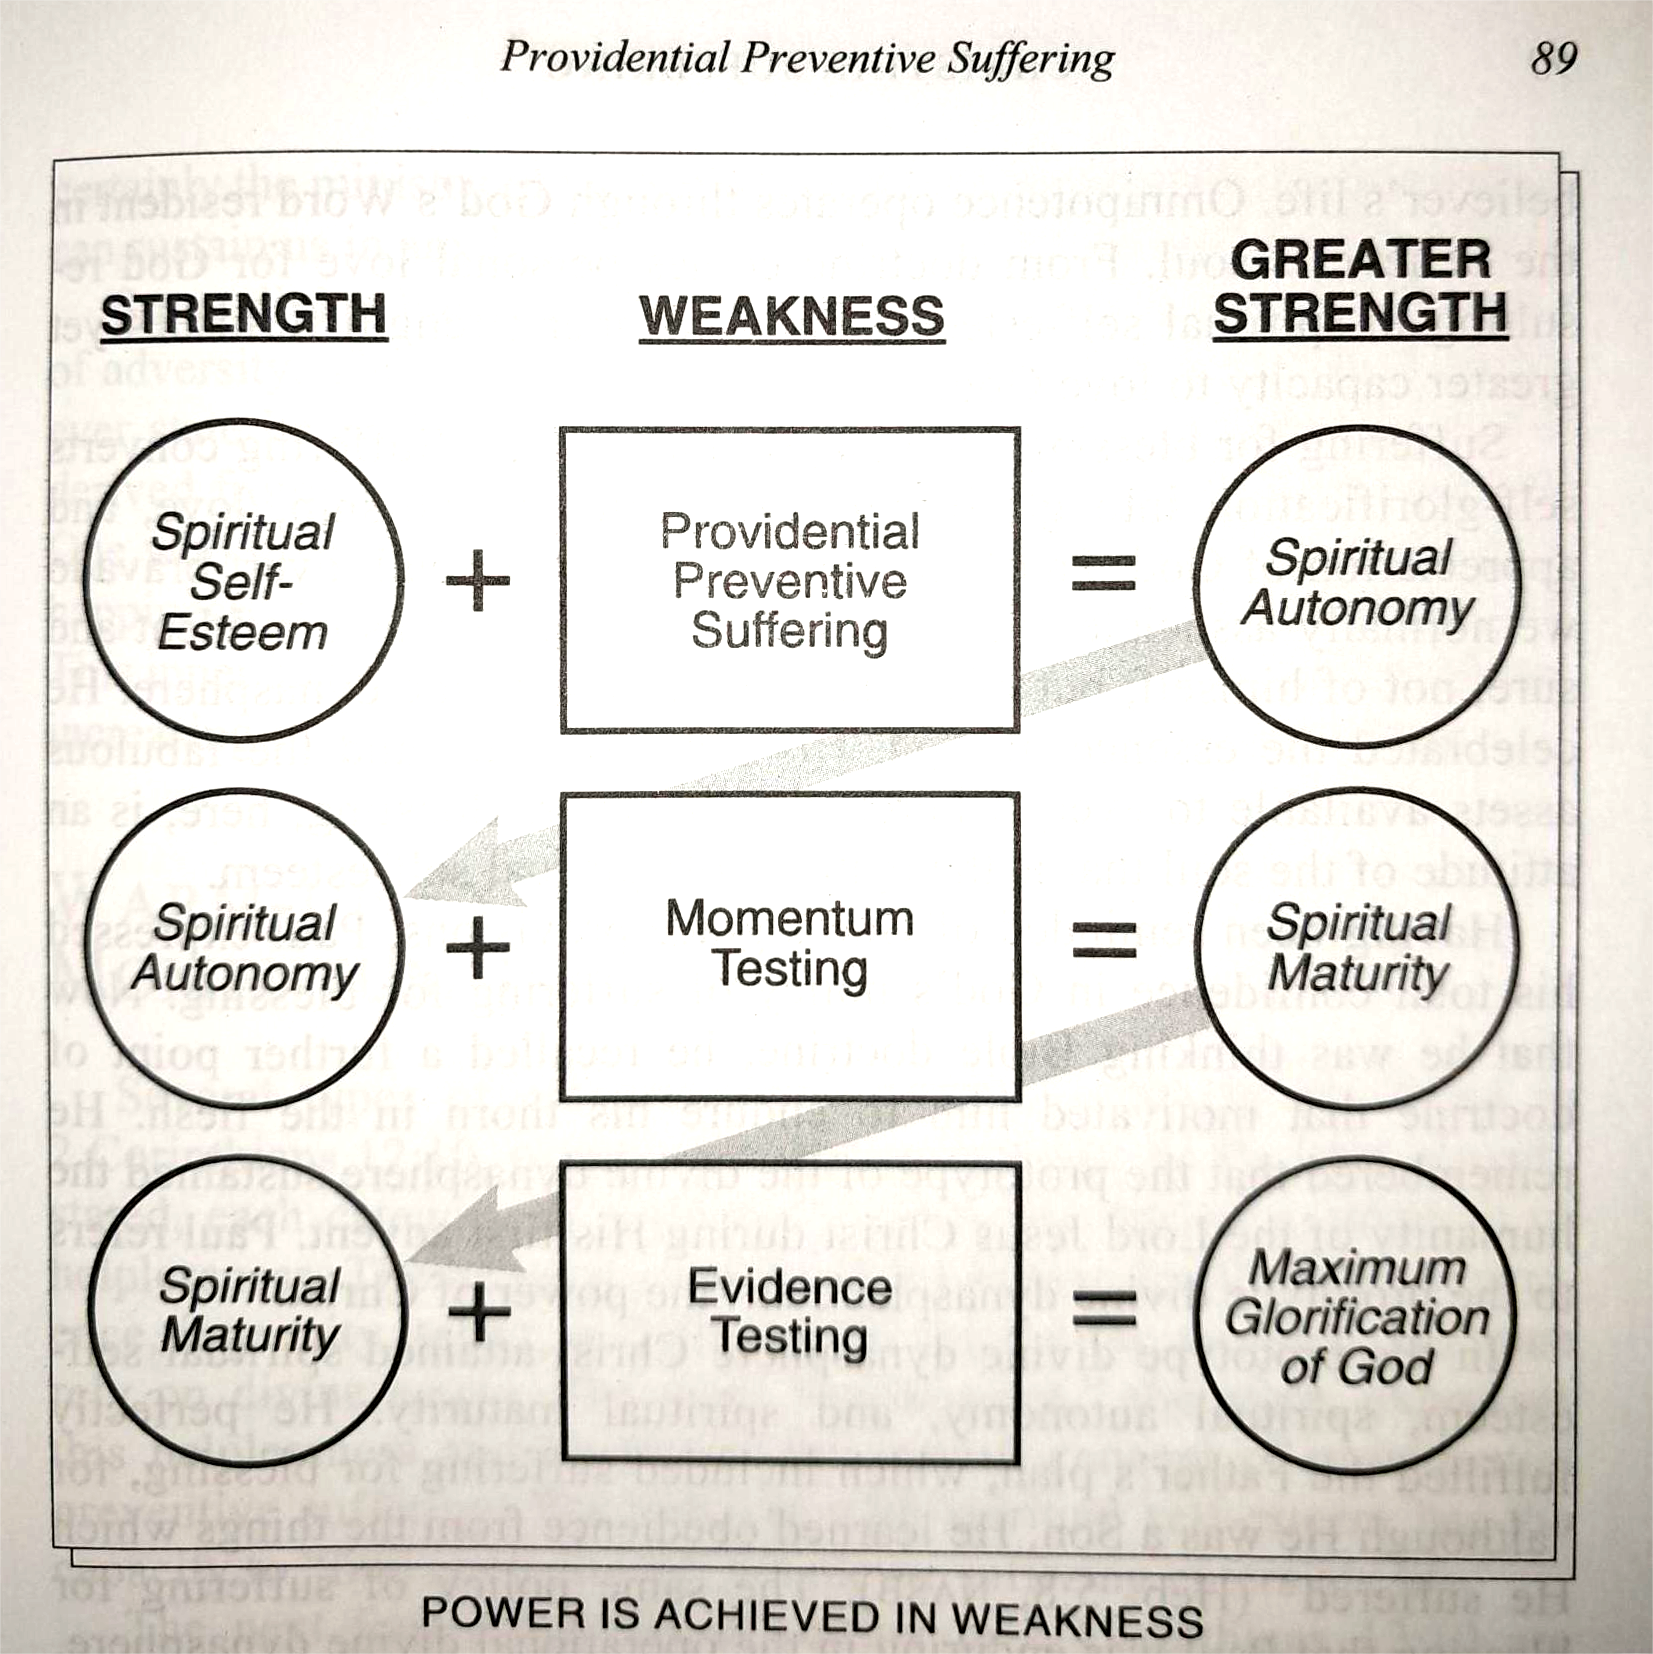 Providential Preventive Suffering 89
STRENGTH
WEAKNESS
GREATER
STRENGTH
Spiritual
Self-
Esteem
+
Providential
Preventive
Suffering
=
Spiritual
Autonomy
Spiritual
Autonomy
+
Momentum
Testing
=
Spiritual
Maturity
Spiritual
Maturity
+
Evidence
Testing
=
Maximum
Glorification
of God
POWER IS ACHIEVED IN WEAKNESS